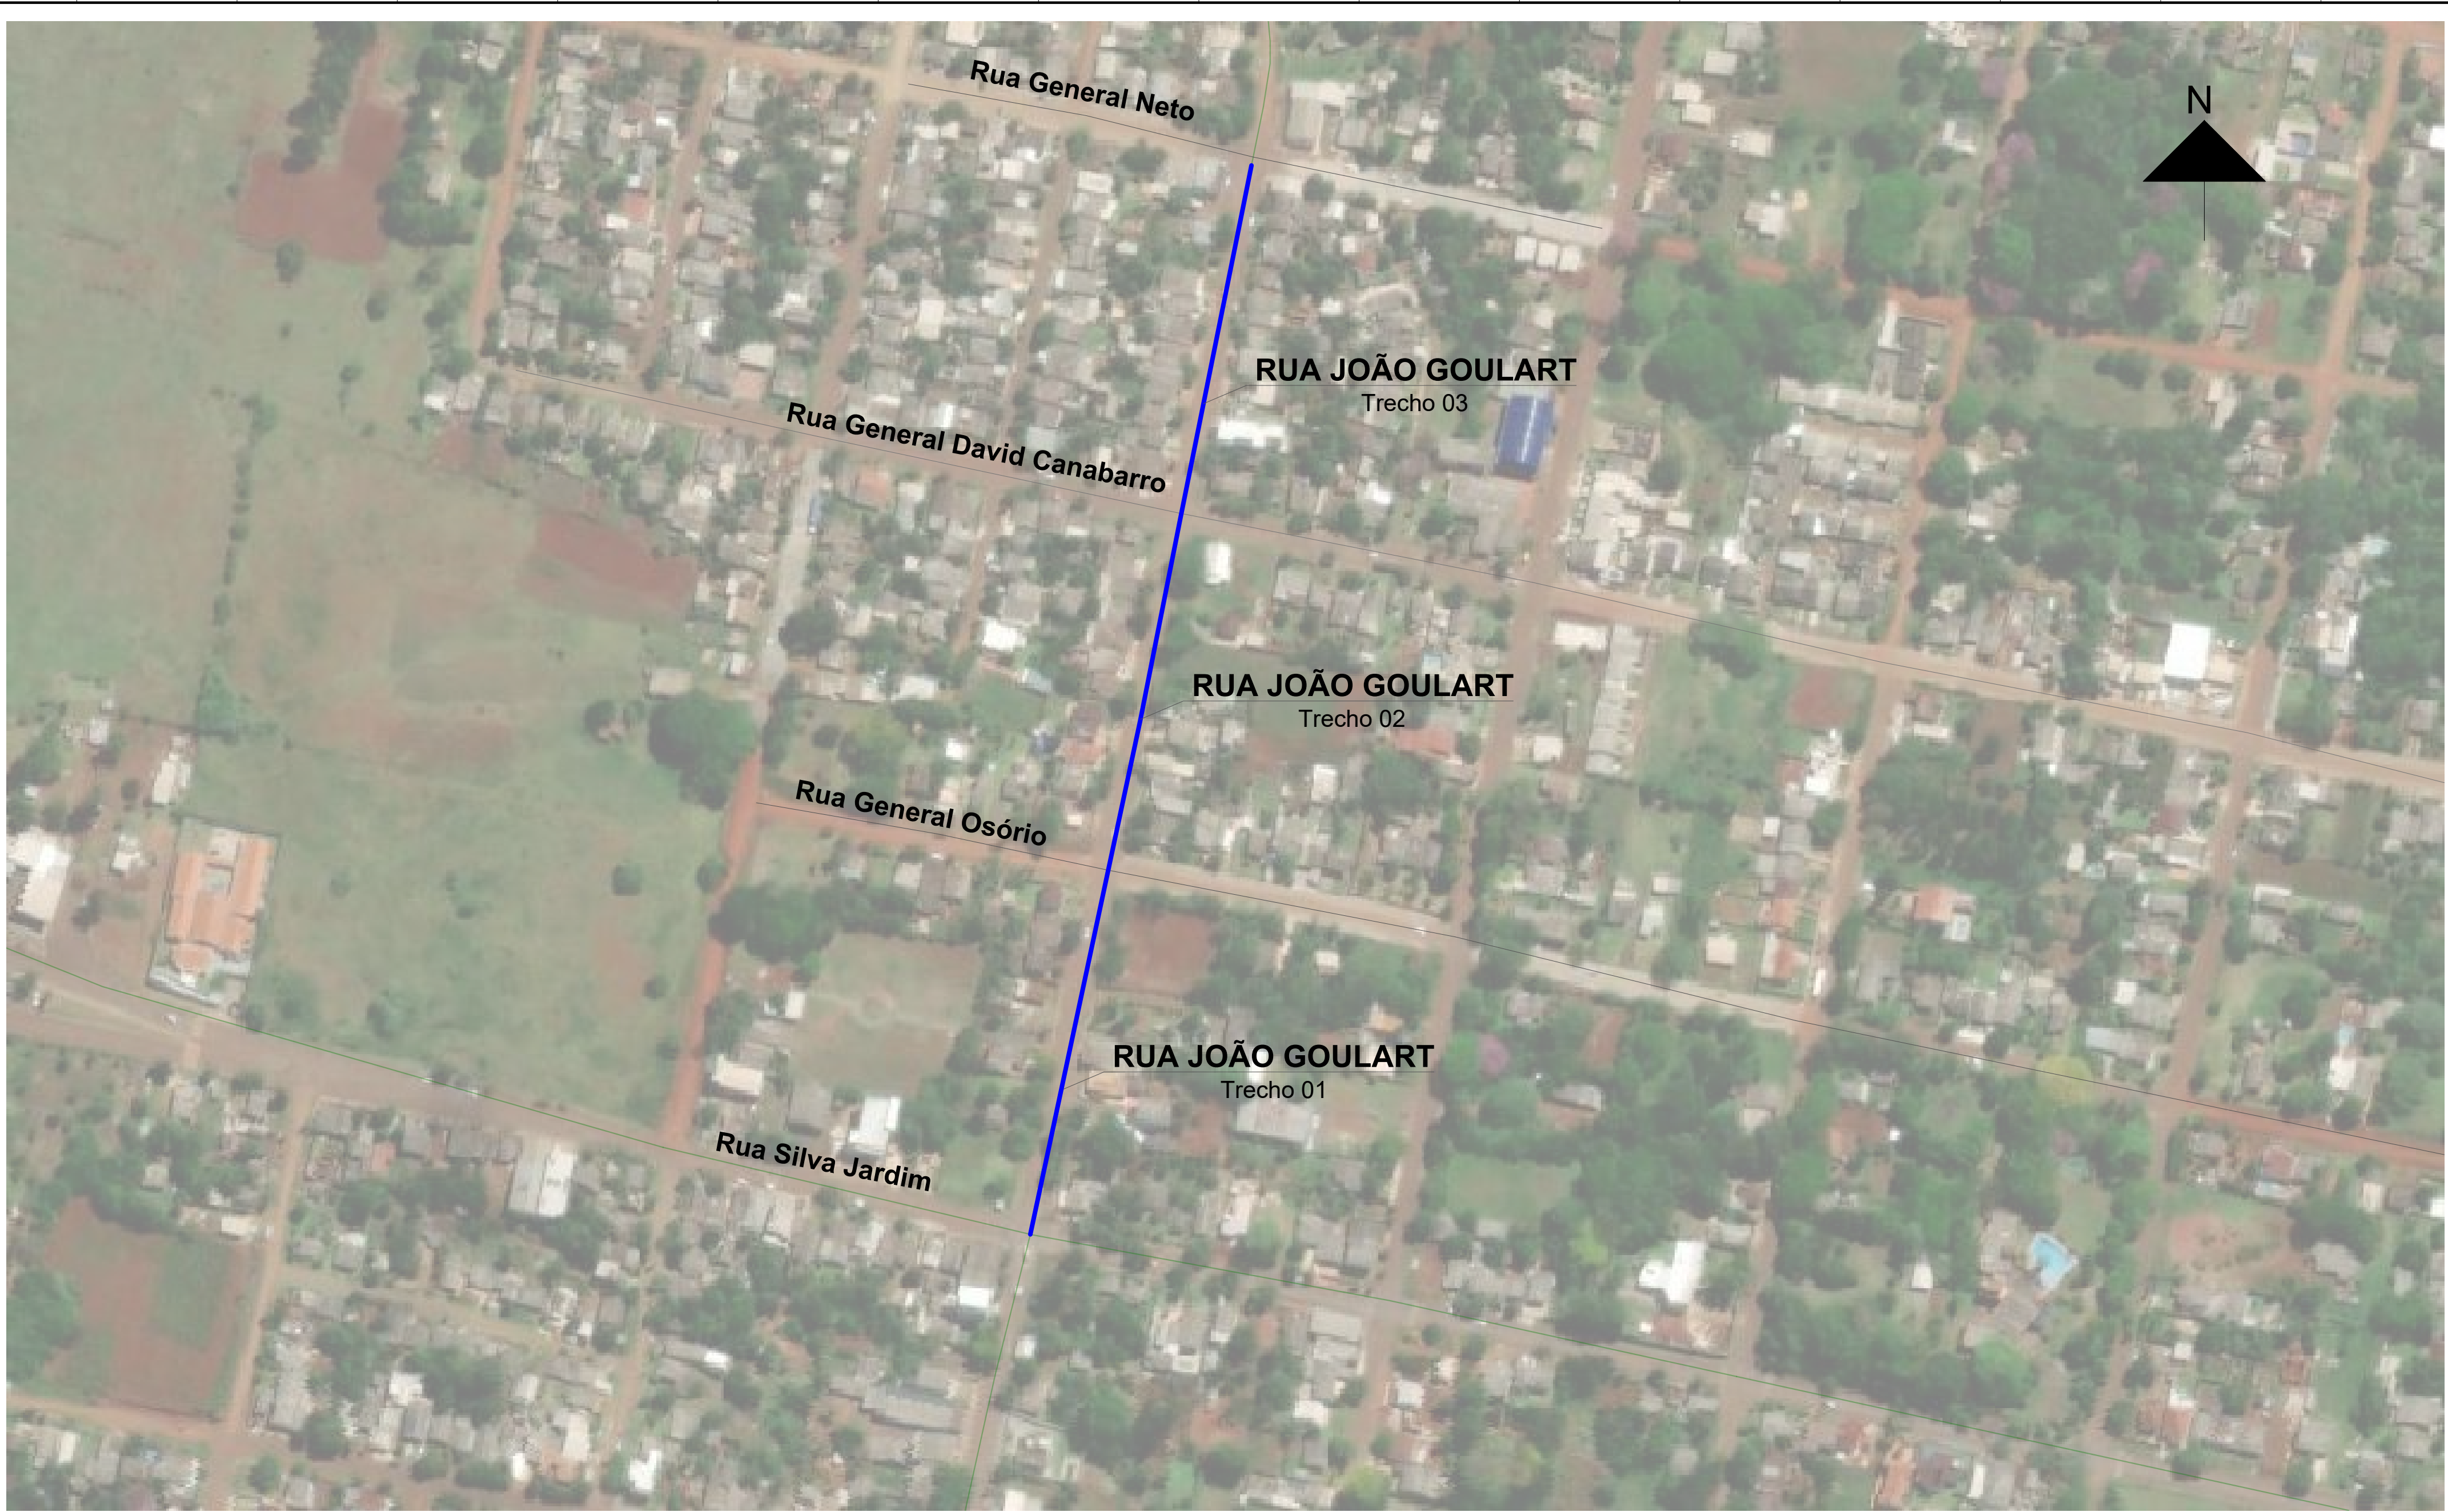 Rua General Neto
N
RUA JOÃO GOULART
Trecho 03
Rua General David Canabarro
RUA JOÃO GOULART
Trecho 02
Rua General Osório
RUA JOÃO GOULART
Trecho 01
Rua Silva Jardim